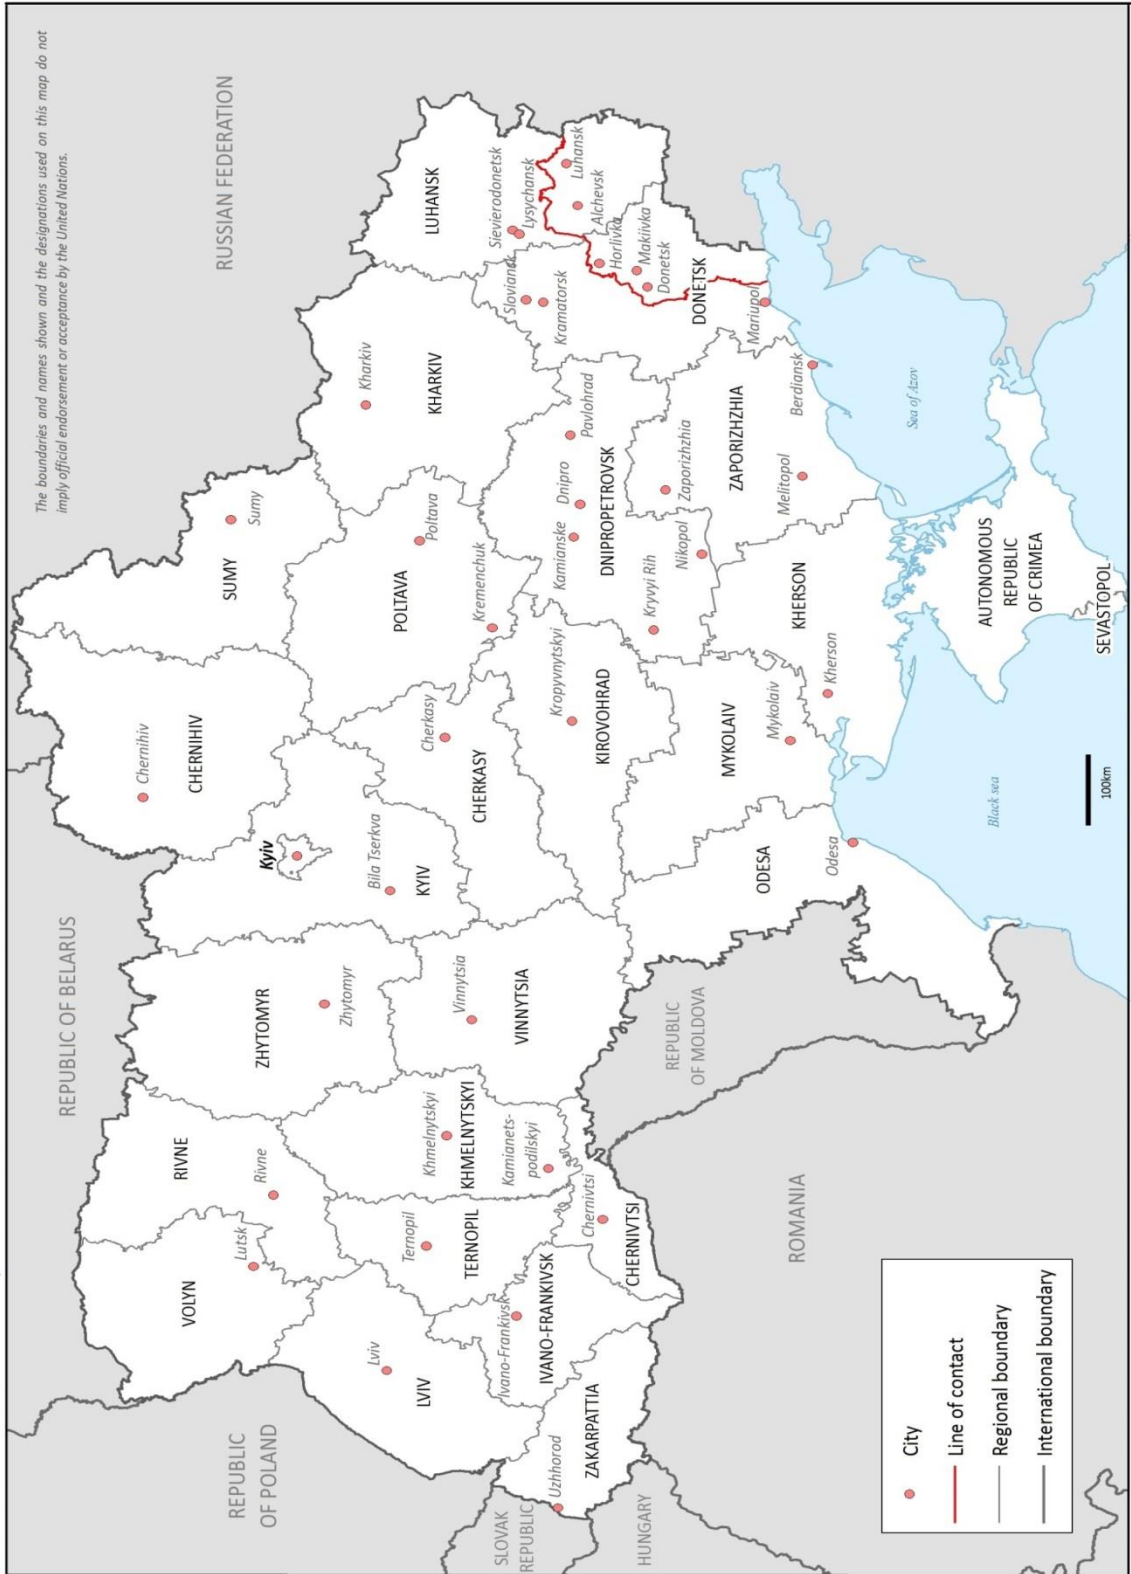 The boundaries and names shown and the designations used on this map do not
imply official endorsement or acceptance by the United Nations.
RUSSIAN FEDERATION
REPUBLIC OF BELARUS
REPUBLIC
OF POLAND
SLOVAK
REPUBLIC
HUNGARY
ROMANIA
REPUBLIC
OF MOLDOVA
VOLYN
Lutsk
RIVNE
Rivne
ZHYTOMYR
Zhytomyr
Kyiv
Bila Tserkva
KYIV
CHERNIHIV
Chernihiv
SUMY
Sumy
LVIV
Lviv
TERNOPIL
Ternopil
KHMELNYTSKYI
Khmelnytskyi
Kamianets-
podilskyi
VINNYTSIA
Vinnytsia
CHERKASY
Cherkasy
POLTAVA
Poltava
Kremenchuk
KHARKIV
Kharkiv
LUHANSK
Sievierodonetsk
Lysychansk
Luhansk
Alchevsk
ZAKARPATTIA
Uzhhorod
IVANO-FRANKIVSK
Ivano-Frankivsk
CHERNIVTSI
Chernivtsi
KIROVOHRAD
Kropyvnytskyi
DNIPROPETROVSK
Kamianske
Dnipro
Pavlohrad
Kryvyi Rih
Nikopol
DONETSK
Sloviansk
Kramatorsk
Horlivka
Makiivka
Donetsk
Mariupol
ZAPORIZHZHIA
Zaporizhzhia
Melitopol
Berdiansk
ODESA
Odesa
MYKOLAIV
Mykolaiv
KHERSON
Kherson
AUTONOMOUS
REPUBLIC
OF CRIMEA
SEVASTOPOL
Sea of Azov
Black sea
100km
City
Line of contact
Regional boundary
International boundary